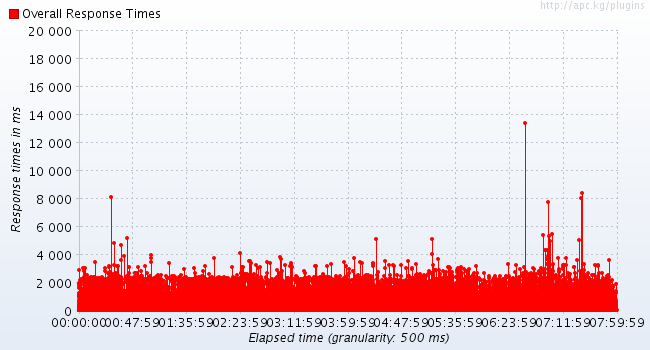 http://apc.kg/plugins
Overall Response Times
20 000
18 000
16 000
14 000
12 000
10 000
8 000
6 000
4 000
2 000
0
Response times in ms
00:00:00 00:47:59 01:35:59 02:23:59 03:11:59 03:59:59 04:47:59 05:35:59 06:23:59 07:11:59 07:59:59
Elapsed time (granularity: 500 ms)